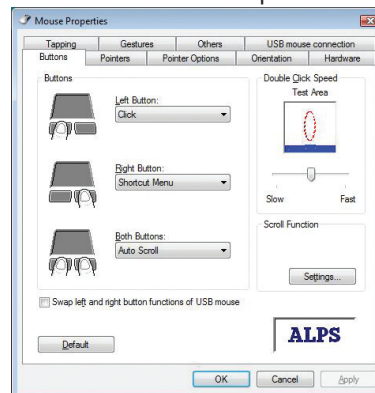 Mouse Properties
Tapping Gestures Others USB mouse connection
Buttons Pointers Pointer Options Orientation Hardware
Buttons
Left Button:
Click
Right Button:
Shortcut Menu
Both Buttons:
Auto Scroll
Double Click Speed
Test Area
Slow Fast
Scroll Function
Settings...
Swap left and right button functions of USB mouse
Default
ALPS
OK Cancel Apply